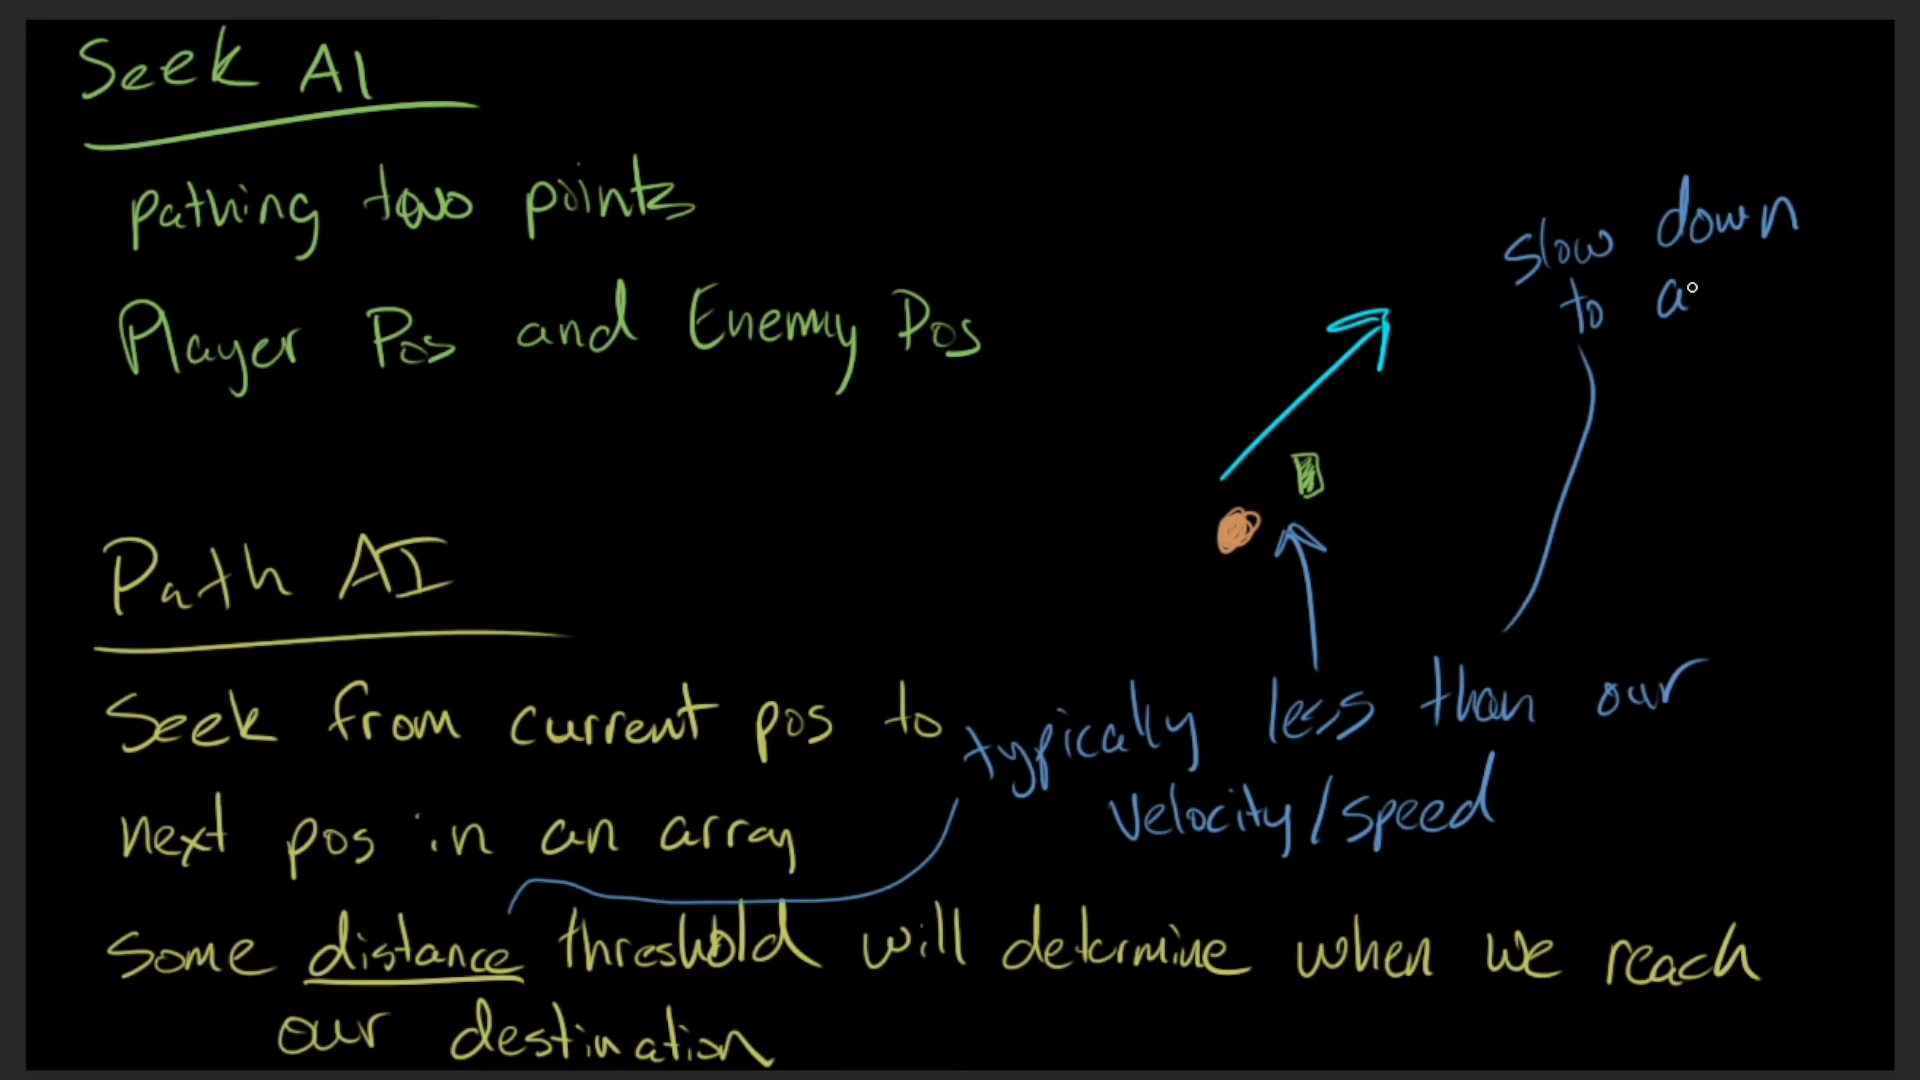 Seek AI
pathing two points
Player Pos and Enemy Pos
slow down
to a
Path AI
Seek from current pos to
next pos in an array
typically less than our
velocity/speed
Some distance threshold will determine when we reach
our destination